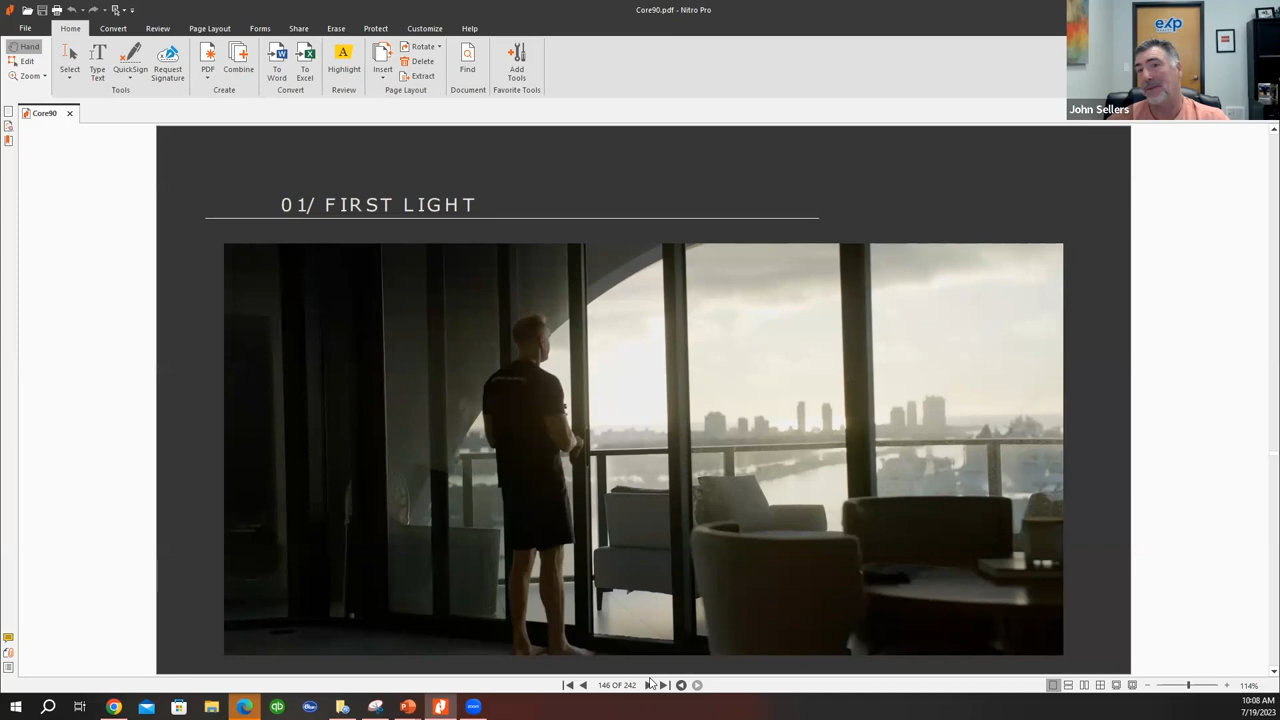 Core90.pdf - Nitro Pro
File Home Convert Review Page Layout Forms Share Erase Protect Customize Help
Hand
Edit
Zoom
Select
Type Text
QuickSign
Request Signature
Tools
PDF
Combine
Create
To Word
To Excel
Convert
Highlight
Review
Insert
Rotate
Delete
Extract
Page Layout
Find
Document
Add Tools
Favorite Tools
exp
John Sellers
Core90
01/ FIRST LIGHT
146 OF 242
114%
10:08 AM
7/19/2023